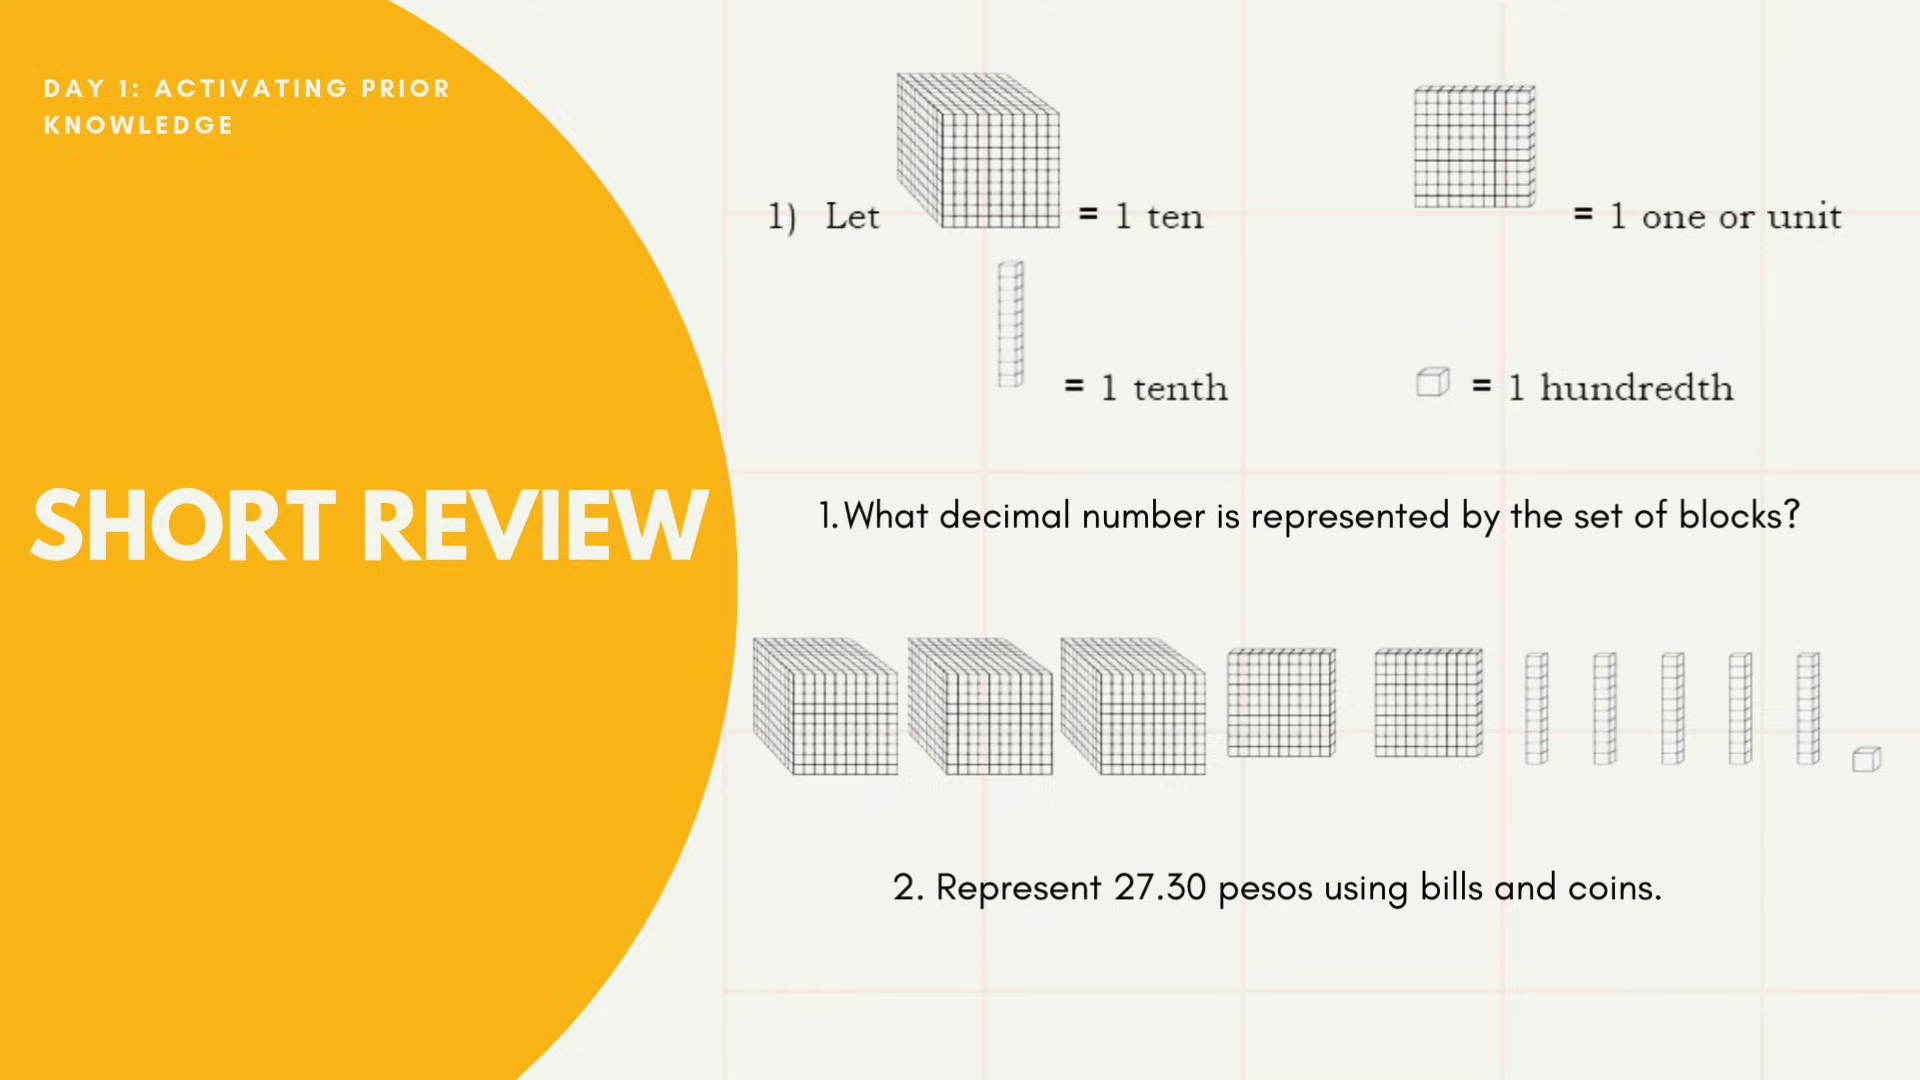 DAY 1: ACTIVATING PRIOR
KNOWLEDGE
SHORT REVIEW
1) Let = 1 ten = 1 one or unit
= 1 tenth = 1 hundredth
1.What decimal number is represented by the set of blocks?
2. Represent 27.30 pesos using bills and coins.